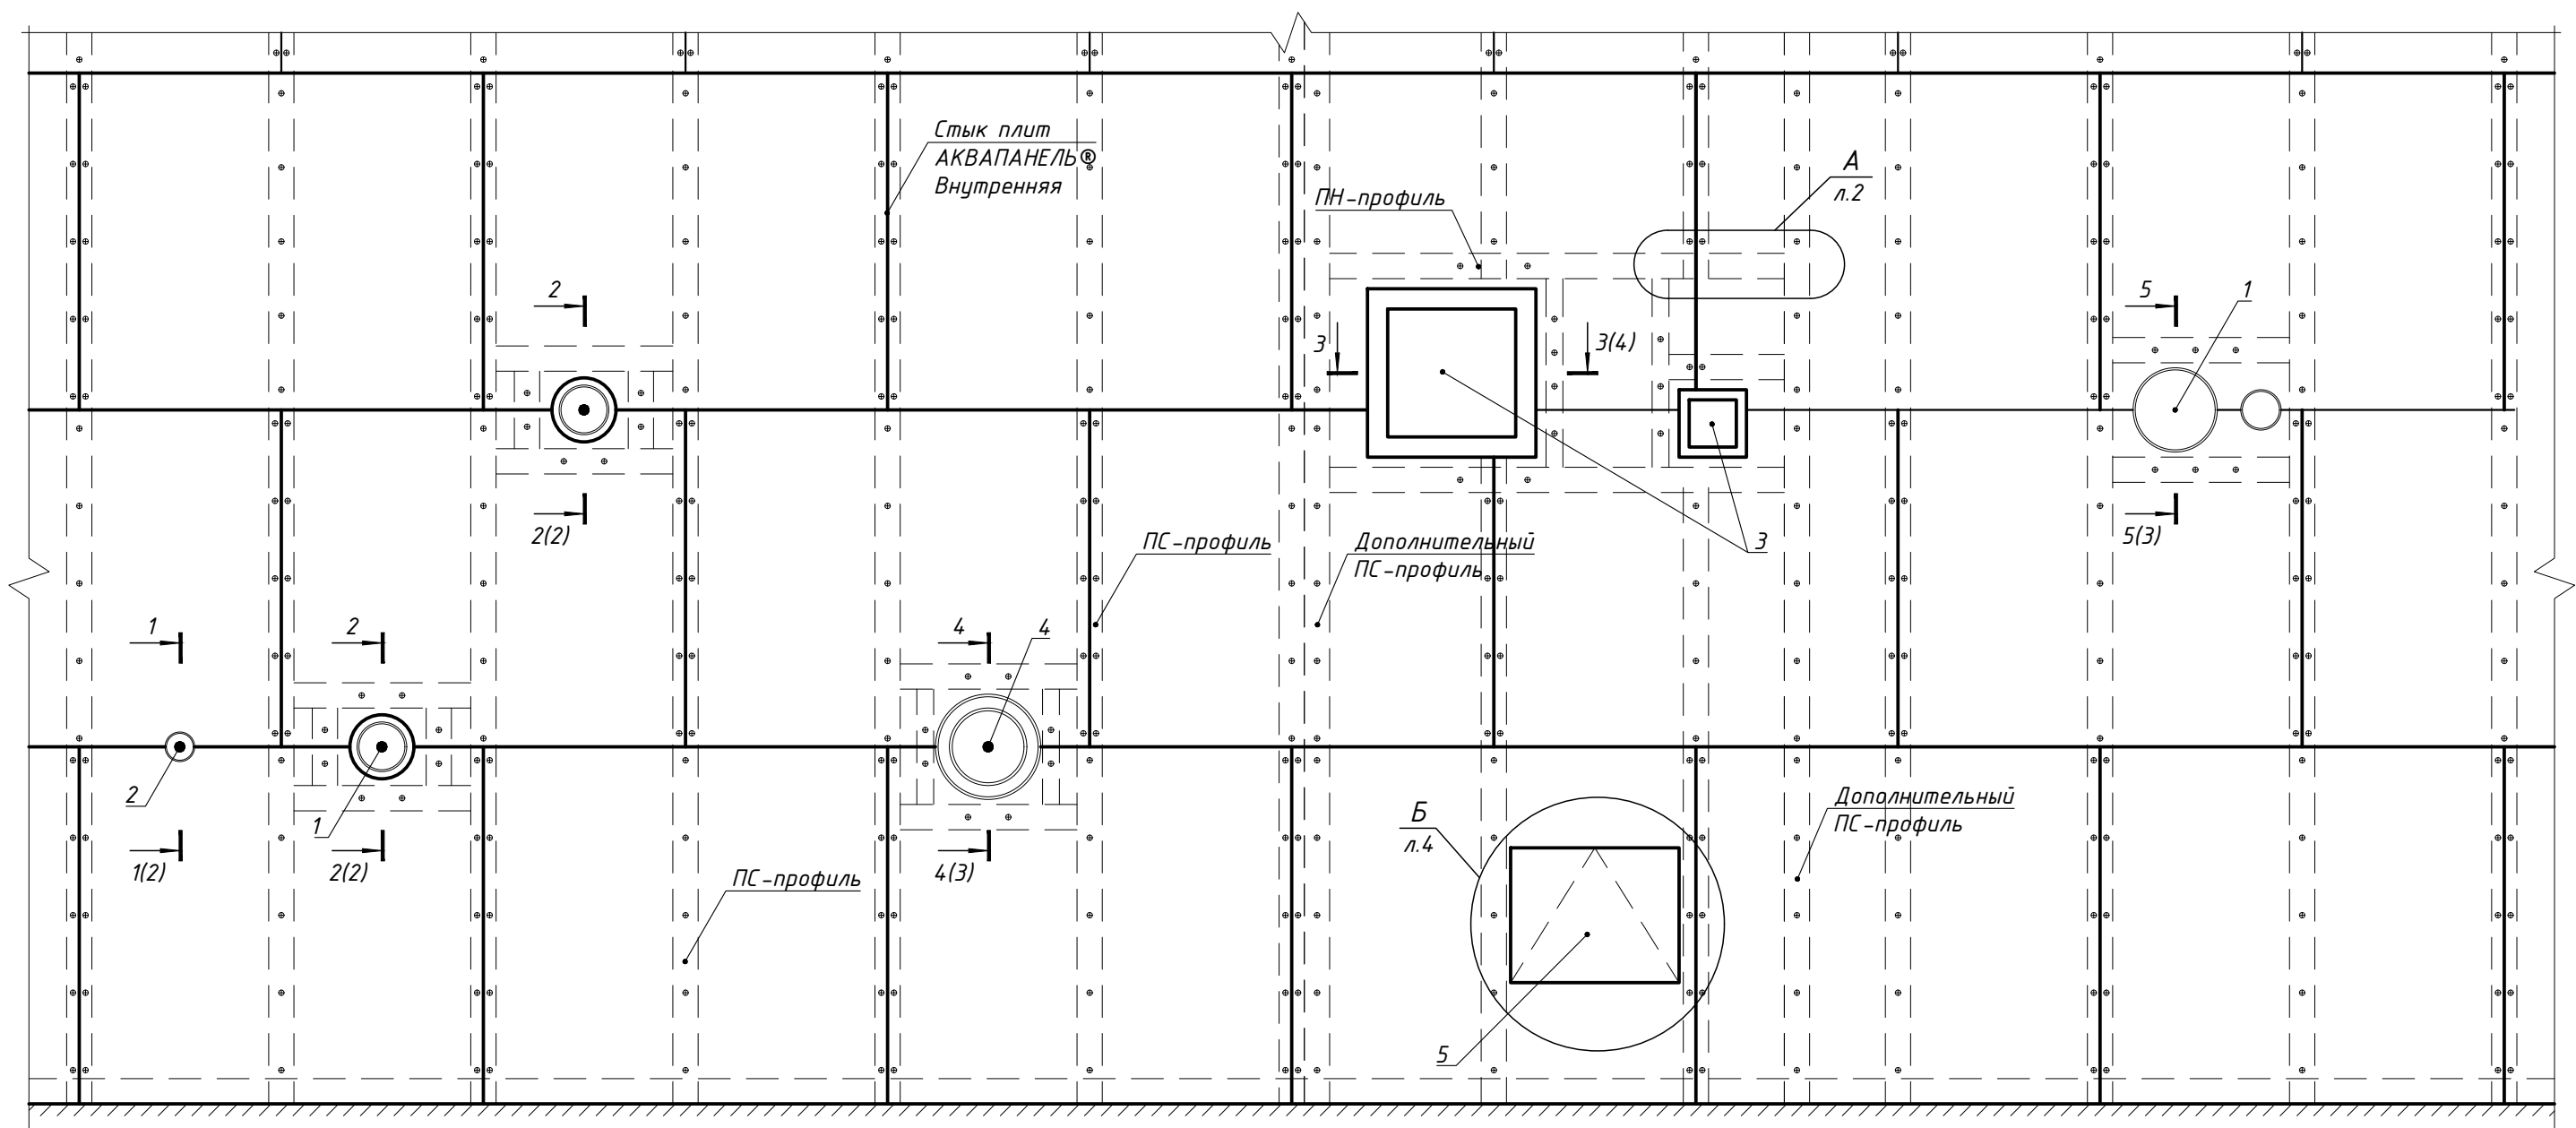 Стык плит
АКВАПАНЕЛЬ®
Внутренняя
А
л.2
ПН-профиль
2
5
1
3
3(4)
2(2)
ПС-профиль
Дополнительный
ПС-профиль
3
5(3)
1
2
4
4
2
1
1(2)
2(2)
4(3)
ПС-профиль
Б
л.4
Дополнительный
ПС-профиль
5